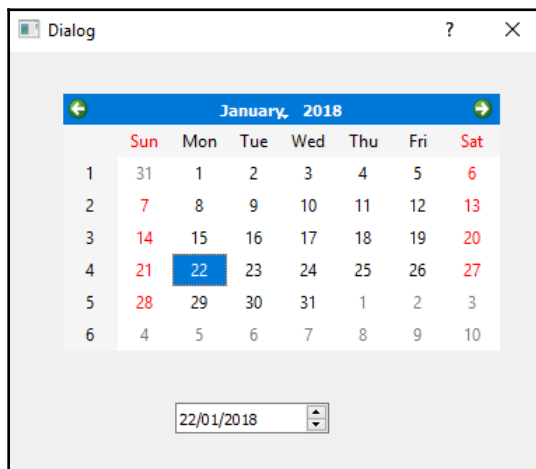 Dialog ?
January, 2018
Sun Mon Tue Wed Thu Fri Sat
1 31 1 2 3 4 5 6
2 7 8 9 10 11 12 13
3 14 15 16 17 18 19 20
4 21 22 23 24 25 26 27
5 28 29 30 31 1 2 3
6 4 5 6 7 8 9 10
22/01/2018